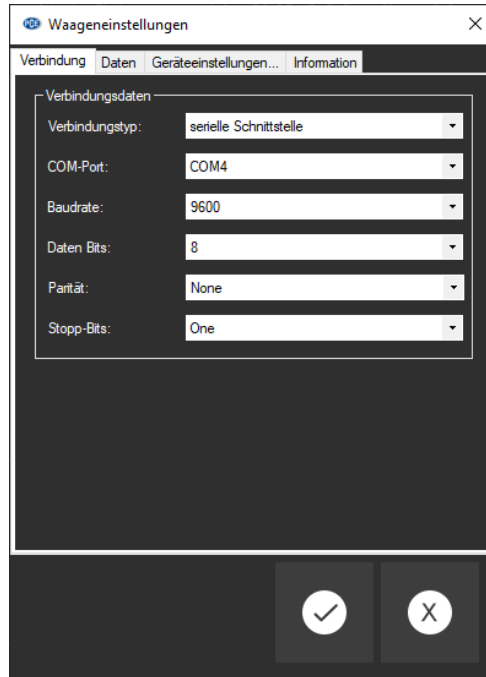 PCE Waageneinstellungen
Verbindung Daten Geräteeinstellungen... Information
Verbindungsdaten
Verbindungstyp: serielle Schnittstelle
COM-Port: COM4
Baudrate: 9600
Daten Bits: 8
Parität: None
Stopp-Bits: One
X